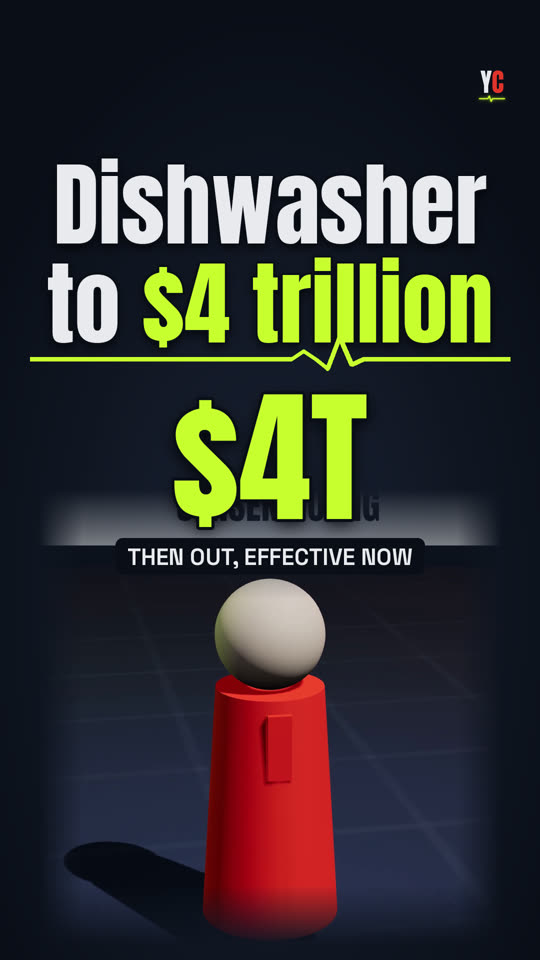 YC
Dishwasher
to $4 trillion
$4T
THEN OUT, EFFECTIVE NOW